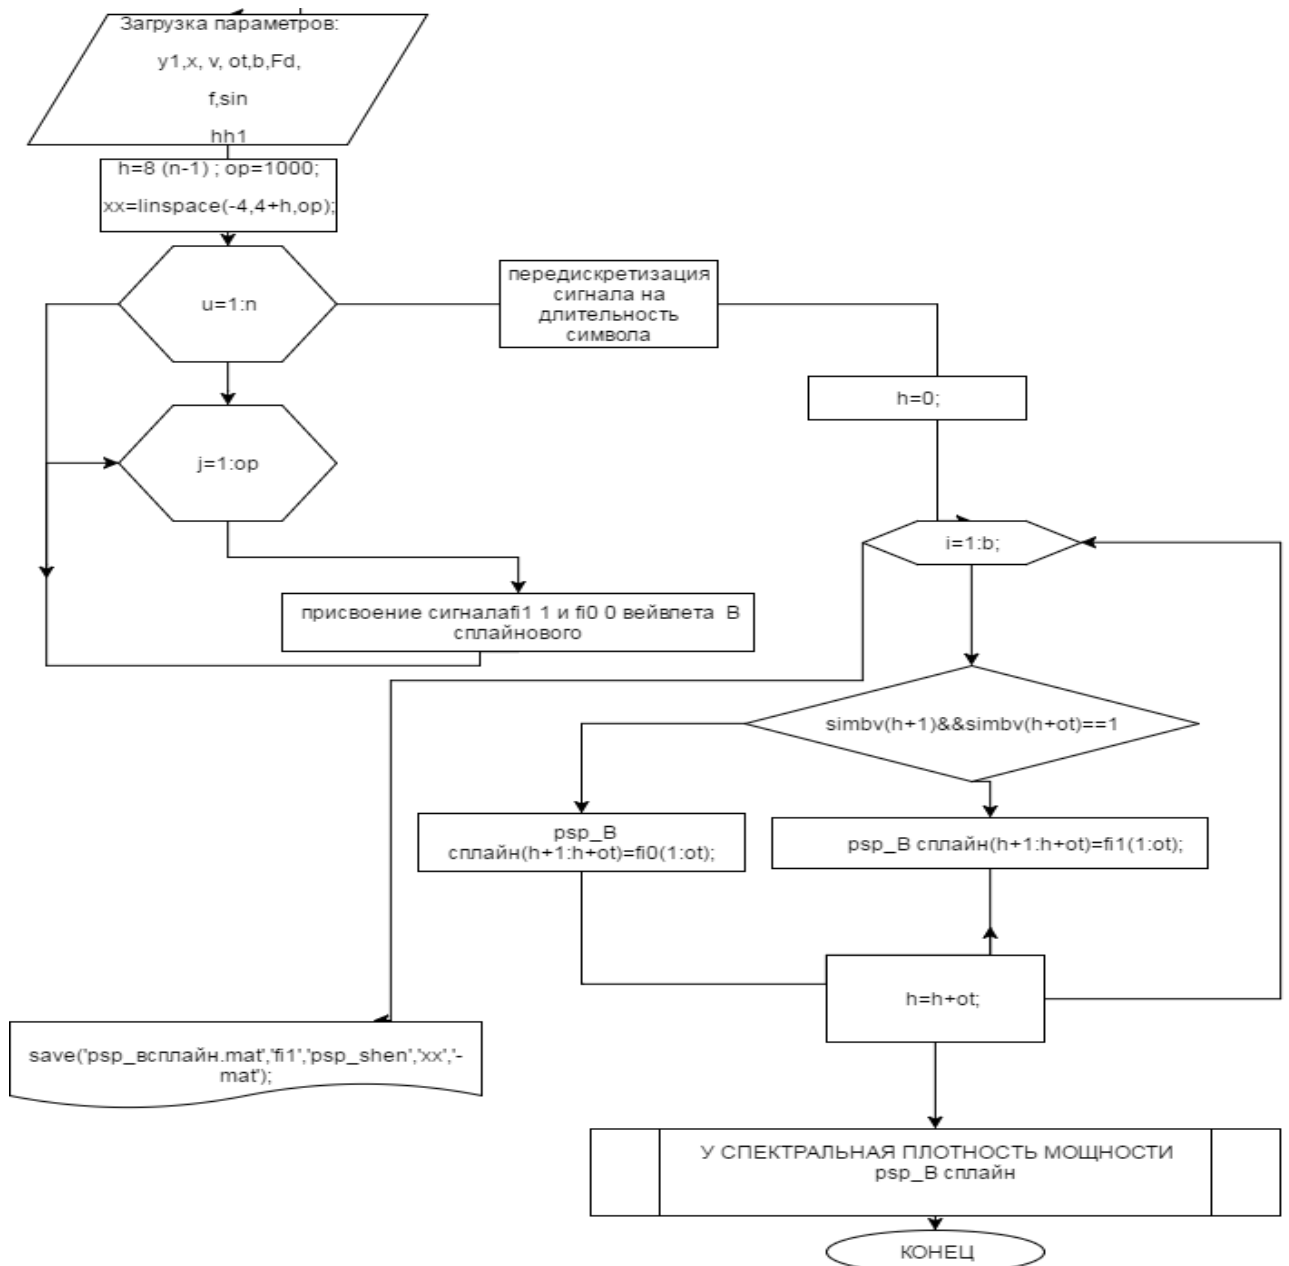 Загрузка параметров:
y1,x, v, ot,b,Fd,
f,sin
hh1
h=8 (n-1) ; op=1000;
xx=linspace(-4,4+h,op);
u=1:n
передискретизация
сигнала на
длительность
символа
h=0;
j=1:op
i=1:b;
присвоение сигналаfi1 1 и fi0 0 вейвлета В
сплайнового
simbv(h+1)&&simbv(h+ot)==1
psp_B
сплайн(h+1:h+ot)=fi0(1:ot);
psp_B сплайн(h+1:h+ot)=fi1(1:ot);
h=h+ot;
save('psp_всплайн.mat','fi1','psp_shen','xx','-
mat');
У СПЕКТРАЛЬНАЯ ПЛОТНОСТЬ МОЩНОСТИ
psp_B сплайн
КОНЕЦ